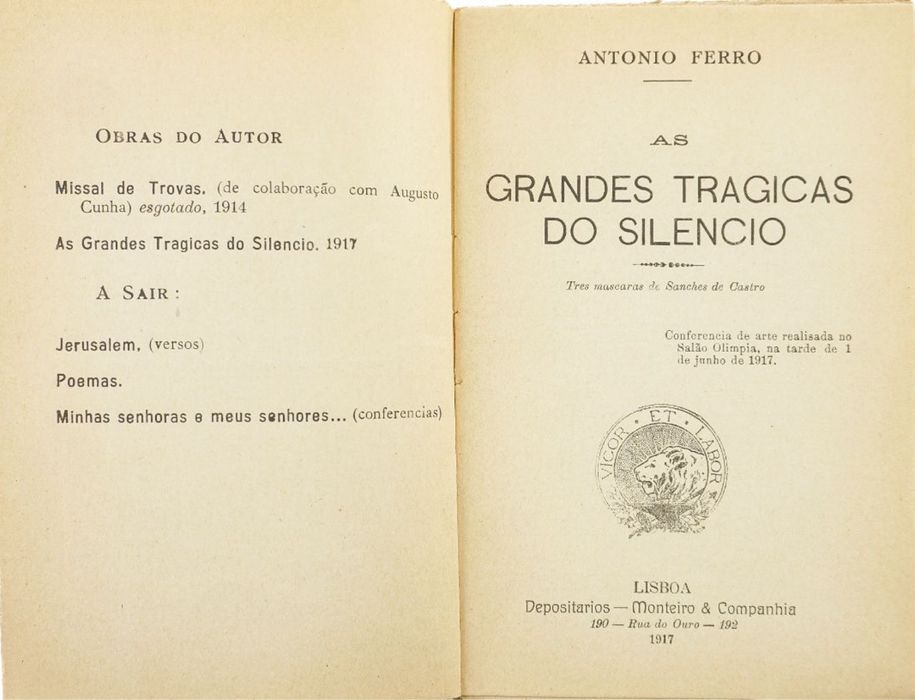 OBRAS DO AUTOR
Missal de Trovas. (de colaboração com Augusto
Cunha) esgotado, 1914
As Grandes Tragicas do Silencio. 1917
A SAIR :
Jerusalem, (versos)
Poemas.
Minhas senhoras e meus senhores... (conferencias)
ANTONIO FERRO
AS
GRANDES TRAGICAS
DO SILENCIO
Tres mascaras de Sanches de Castro
Conferencia de arte realisada no
Salão Olimpia, na tarde de 1
de junho de 1917.
VIGOR · ET · LABOR
LISBOA
Depositarios — Monteiro & Companhia
190 — Rua do Ouro — 192
1917